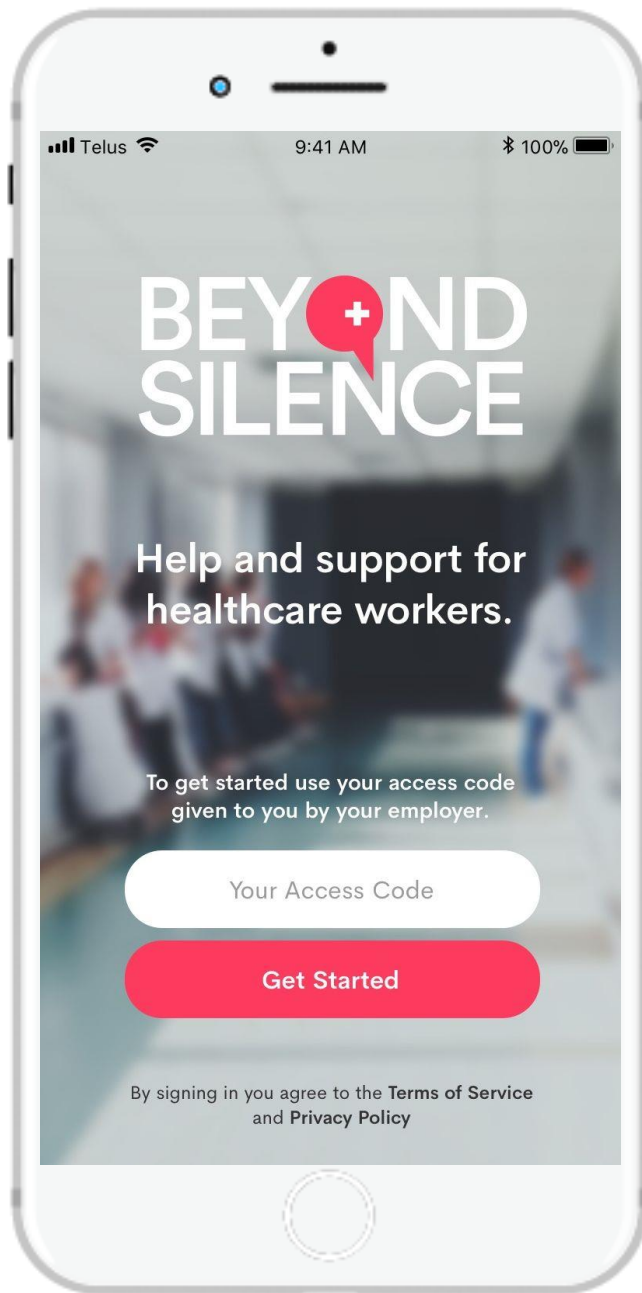 Telus 9:41 AM 100%
BEYOND
SILENCE
Help and support for
healthcare workers.
To get started use your access code
given to you by your employer.
Your Access Code
Get Started
By signing in you agree to the Terms of Service
and Privacy Policy